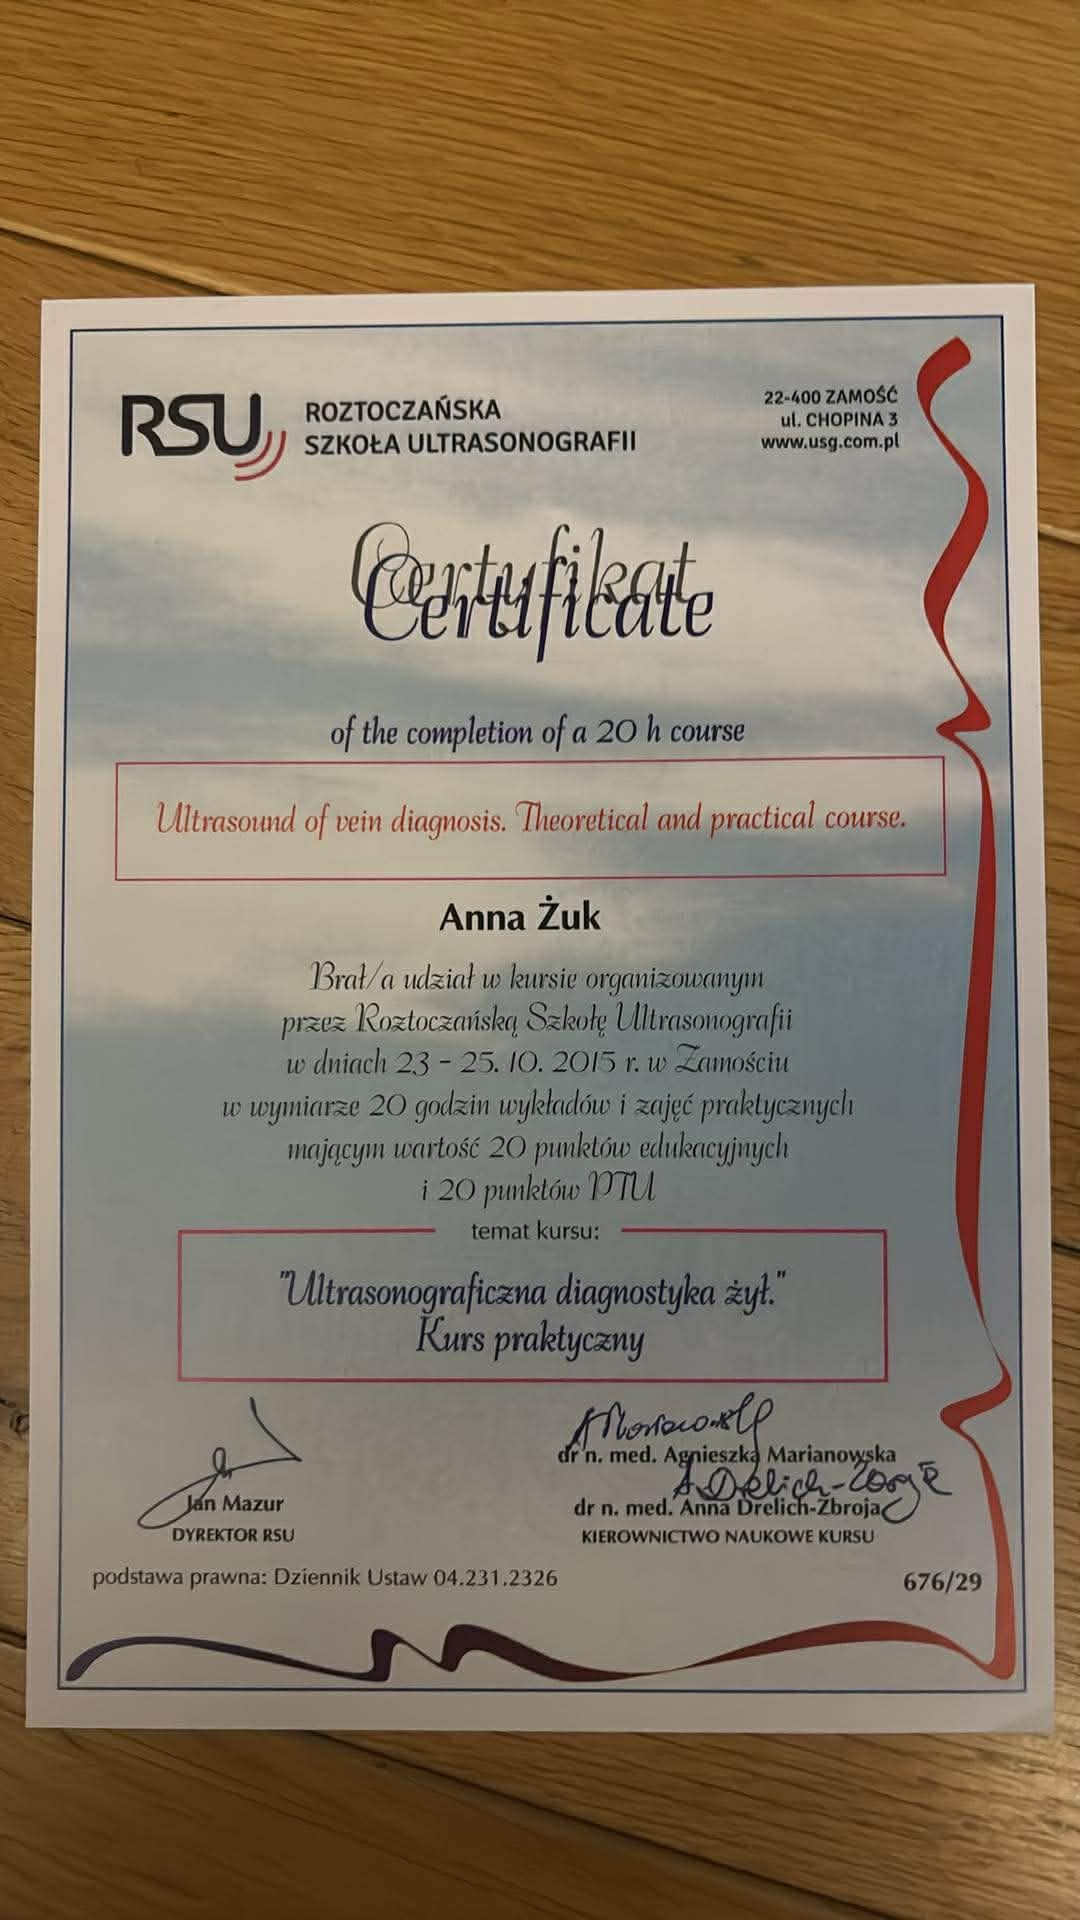 RSU
ROZTOCZAŃSKA
SZKOŁA ULTRASONOGRAFII
22-400 ZAMOŚĆ
ul. CHOPINA 3
www.usg.com.pl
Certyfikat
Certificate
of the completion of a 20 h course
Ultrasound of vein diagnosis. Theoretical and practical course.
Anna Żuk
Brał/a udział w kursie organizowanym
przez Roztoczańską Szkołę Ultrasonografii
w dniach 23 - 25. 10. 2015 r. w Zamościu
w wymiarze 20 godzin wykładów i zajęć praktycznych
mającym wartość 20 punktów edukacyjnych
i 20 punktów PTU
temat kursu:
"Ultrasonograficzna diagnostyka żył."
Kurs praktyczny
Jan Mazur
DYREKTOR RSU
dr n. med. Agnieszka Marianowska
dr n. med. Anna Drelich-Zbroja
KIEROWNICTWO NAUKOWE KURSU
podstawa prawna: Dziennik Ustaw 04.231.2326
676/29